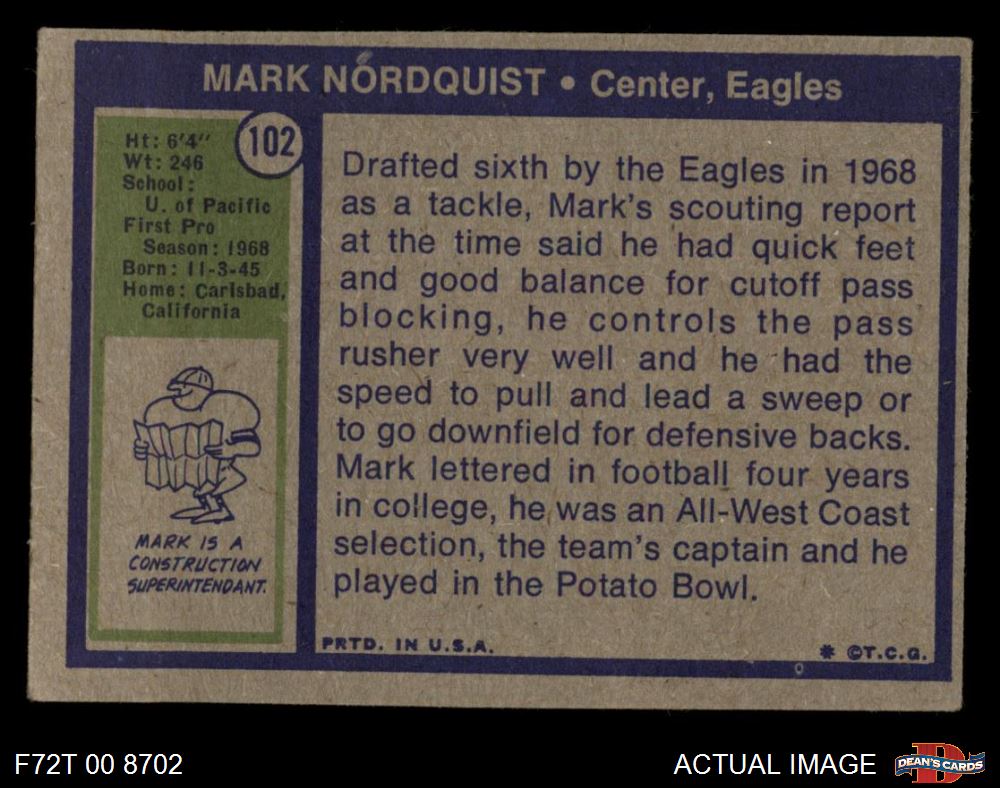 MARK NORDQUIST • Center, Eagles
102
Ht: 6'4"
Wt: 246
School:
U. of Pacific
First Pro
Season: 1968
Born: 11-3-45
Home: Carlsbad,
California
MARK IS A
CONSTRUCTION
SUPERINTENDANT.
Drafted sixth by the Eagles in 1968
as a tackle, Mark's scouting report
at the time said he had quick feet
and good balance for cutoff pass
blocking, he controls the pass
rusher very well and he had the
speed to pull and lead a sweep or
to go downfield for defensive backs.
Mark lettered in football four years
in college, he was an All-West Coast
selection, the team's captain and he
played in the Potato Bowl.
PRTD. IN U.S.A.
* ©T.C.G.
F72T 00 8702
ACTUAL IMAGE
D
DEAN'S CARDS